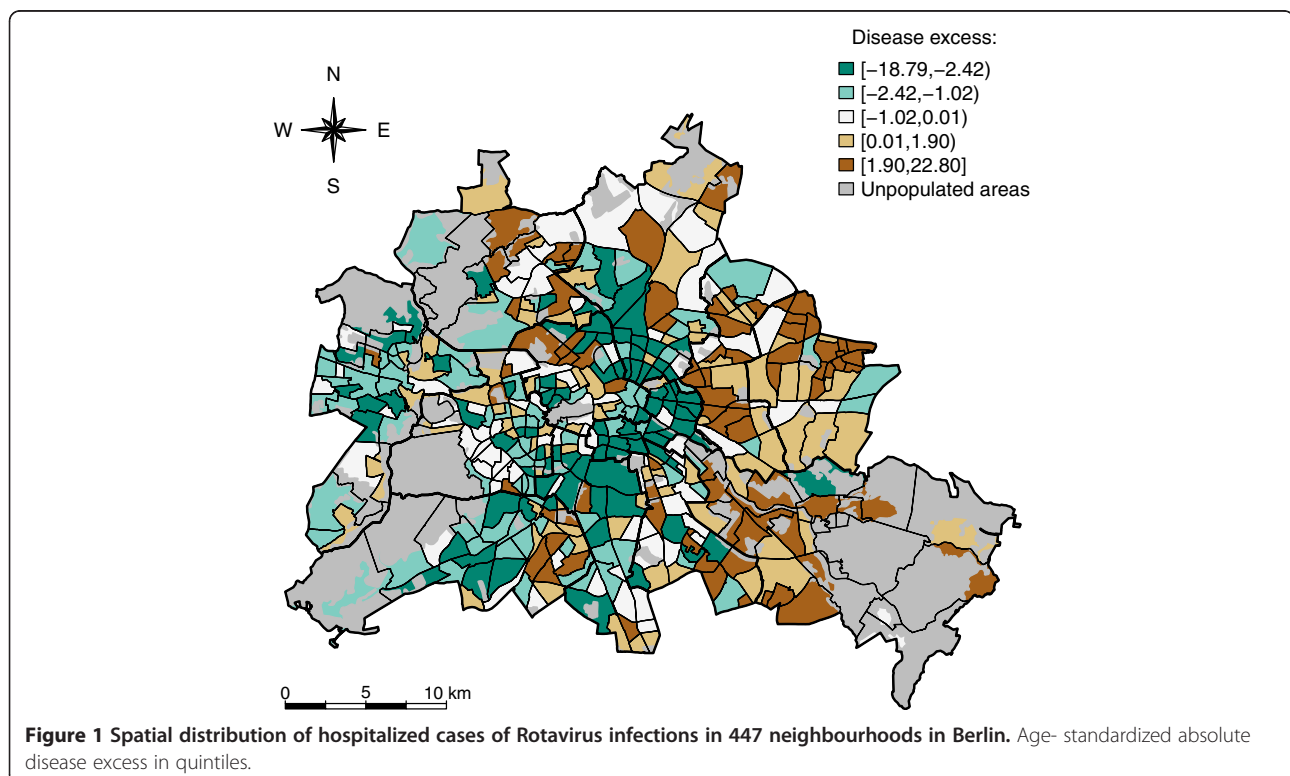 Disease excess:
[−18.79,−2.42)
[−2.42,−1.02)
[−1.02,0.01)
[0.01,1.90)
[1.90,22.80]
Unpopulated areas
N
W E
S
0 5 10 km
Figure 1 Spatial distribution of hospitalized cases of Rotavirus infections in 447 neighbourhoods in Berlin. Age- standardized absolute
disease excess in quintiles.